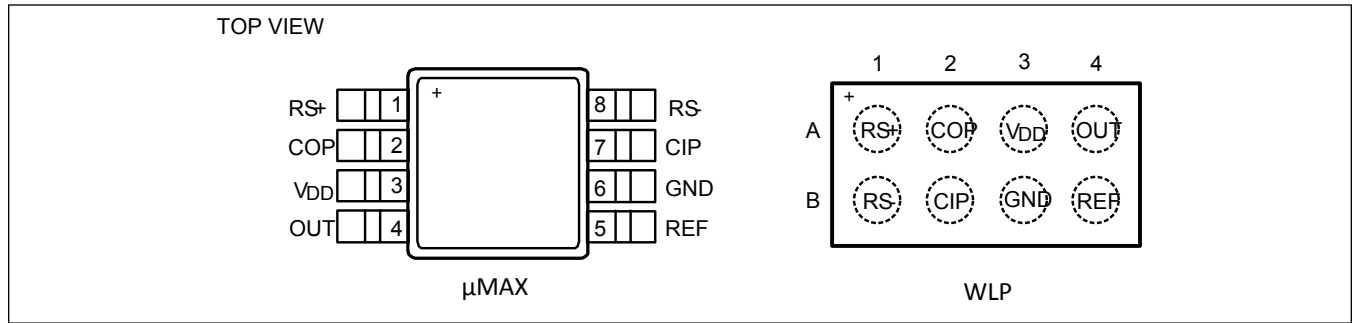 TOP VIEW
RS+ 1 + 8 RS-
COP 2 7 CIP
VDD 3 6 GND
OUT 4 5 REF
µMAX
1 2 3 4
+
A RS+ COP VDD OUT
B RS- CIP GND REF
WLP